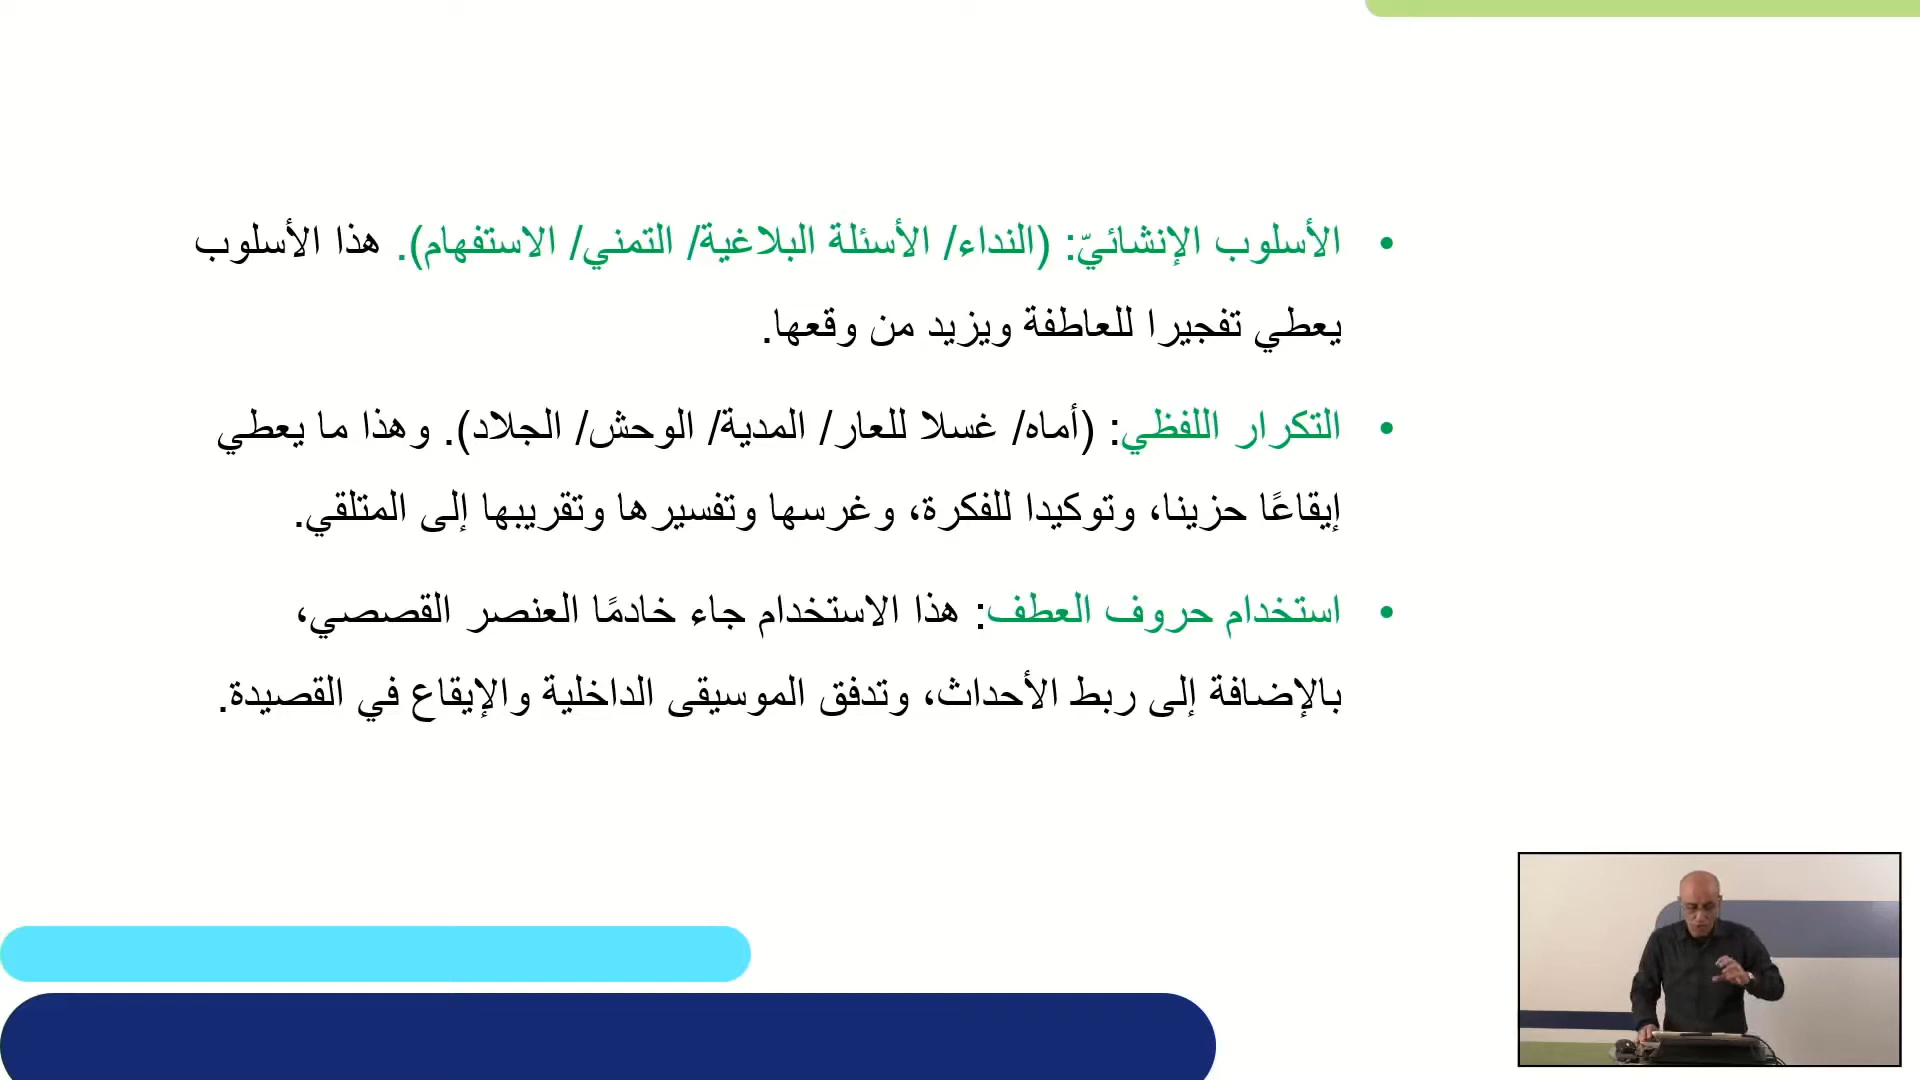 • الأسلوب الإنشائيّ: (النداء/ الأسئلة البلاغية/ التمني/ الاستفهام). هذا الأسلوب
يعطي تفجيرا للعاطفة ويزيد من وقعها.
• التكرار اللفظي: (أماه/ غسلا للعار/ المدية/ الوحش/ الجلاد). وهذا ما يعطي
إيقاعًا حزينا، وتوكيدا للفكرة، وغرسها وتفسيرها وتقريبها إلى المتلقي.
• استخدام حروف العطف: هذا الاستخدام جاء خادمًا العنصر القصصي،
بالإضافة إلى ربط الأحداث، وتدفق الموسيقى الداخلية والإيقاع في القصيدة.